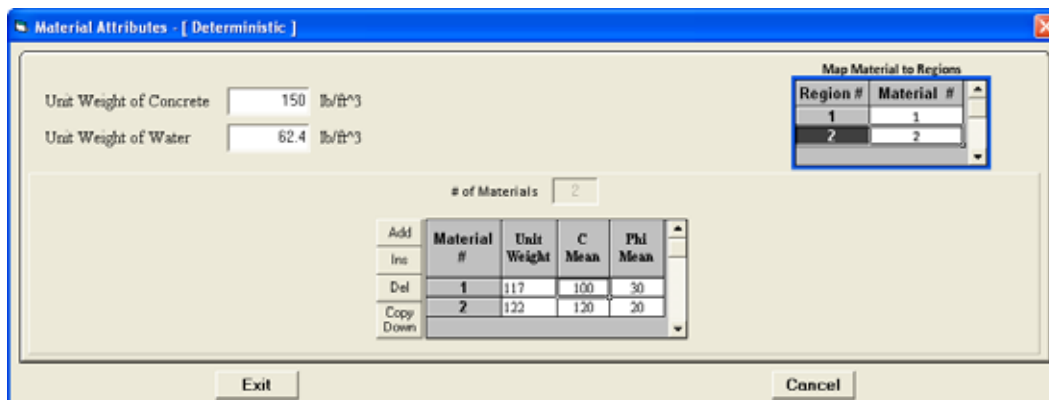 Material Attributes - [ Deterministic ]
Map Material to Regions
Region # Material #
1 1
2 2
Unit Weight of Concrete 150 lb/ft^3
Unit Weight of Water 62.4 lb/ft^3
# of Materials 2
Add
Ins
Del
Copy
Down
Material # Unit Weight C Mean Phi Mean
1 117 100 30
2 122 120 20
Exit
Cancel